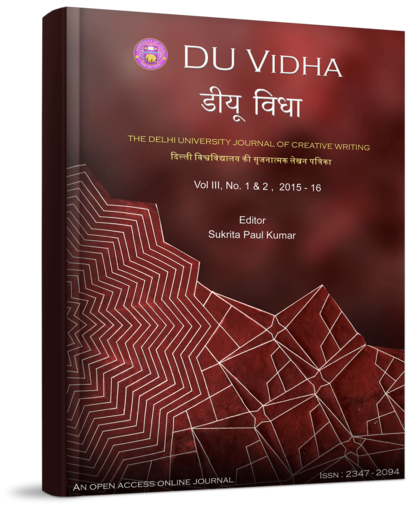 DU VIDHA
डीयू विधा
THE DELHI UNIVERSITY JOURNAL OF CREATIVE WRITING
दिल्ली विश्वविद्यालय की सृजनात्मक लेखन पत्रिका
Vol III, No. 1 & 2 , 2015 - 16
Editor
Sukrita Paul Kumar
AN OPEN ACCESS ONLINE JOURNAL
ISSN : 2347 - 2094